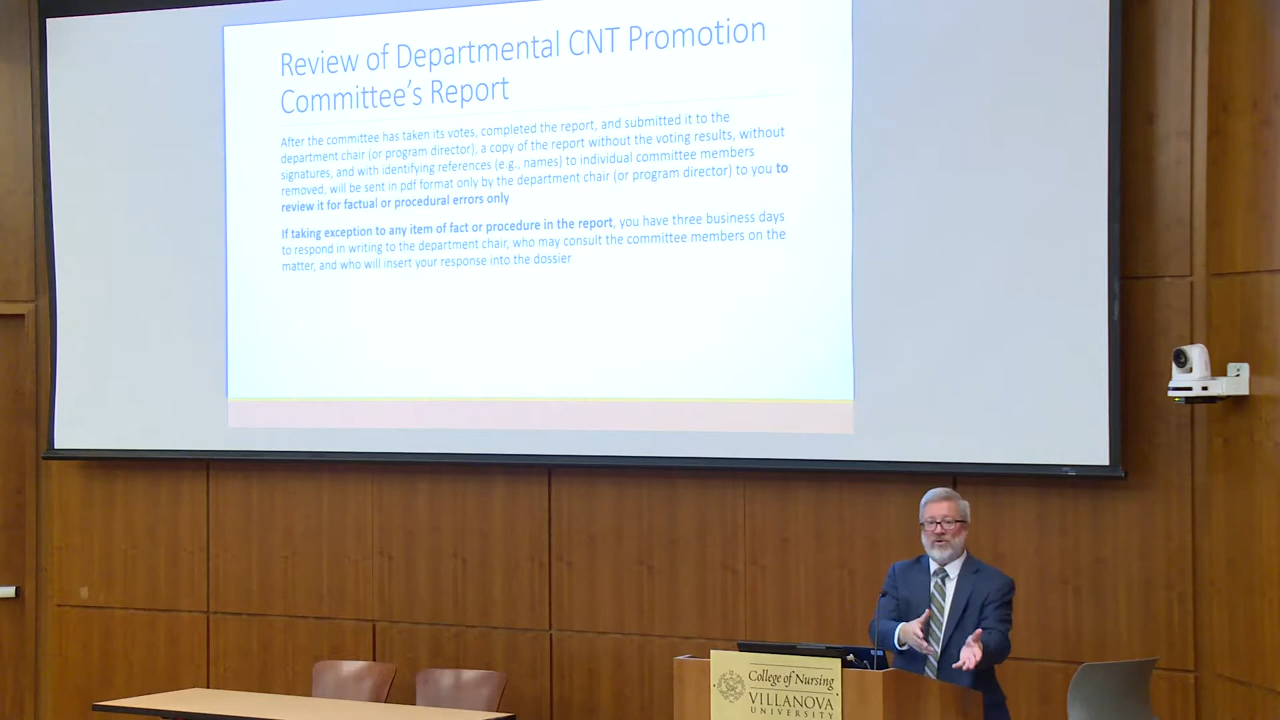 Review of Departmental CNT Promotion
Committee's Report
After the committee has taken its votes, completed the report, and submitted it to the
department chair (or program director), a copy of the report without the voting results, without
signatures, and with identifying references (e.g., names) to individual committee members
removed, will be sent in pdf format only by the department chair (or program director) to you to
review it for factual or procedural errors only
If taking exception to any item of fact or procedure in the report, you have three business days
to respond in writing to the department chair, who may consult the committee members on the
matter, and who will insert your response into the dossier
College of Nursing
VILLANOVA
UNIVERSITY